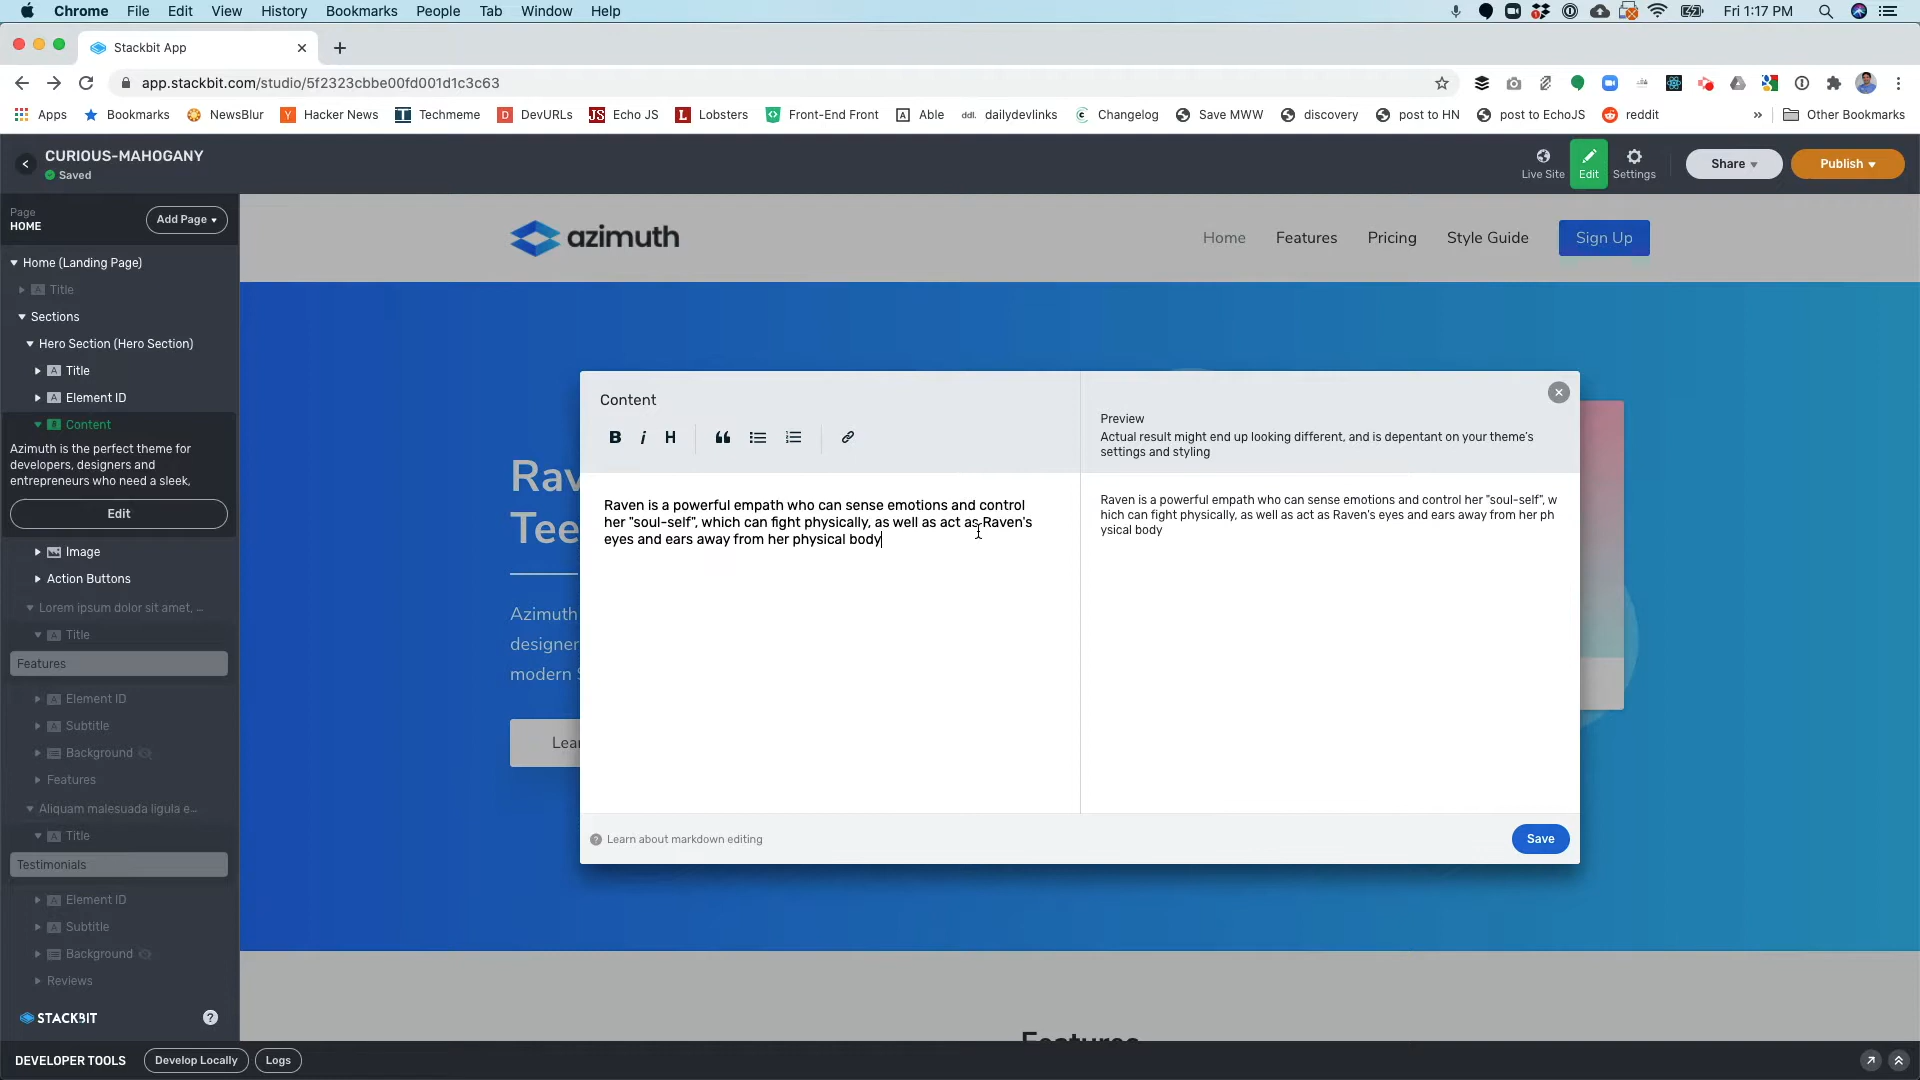 Chrome File Edit View History Bookmarks People Tab Window Help Fri 1:17 PM
Stackbit App
app.stackbit.com/studio/5f2323cbbe00fd001d1c3c63
Apps Bookmarks NewsBlur Hacker News Techmeme DevURLs Echo JS Lobsters Front-End Front Able dailydevlinks Changelog Save MWW discovery post to HN post to EchoJS reddit » Other Bookmarks
CURIOUS-MAHOGANY
Saved
Live Site Edit Settings Share Publish
Page
HOME
Add Page
azimuth
Home Features Pricing Style Guide Sign Up
Home (Landing Page)
Title
Sections
Hero Section (Hero Section)
Title
Element ID
Content
Azimuth is the perfect theme for
developers, designers and
entrepreneurs who need a sleek,
Edit
Image
Action Buttons
Lorem ipsum dolor sit amet, ...
Title
Features
Element ID
Subtitle
Background
Features
Aliquam malesuada ligula e...
Title
Testimonials
Element ID
Subtitle
Background
Reviews
STACKBIT
Rav
Tee
Azimuth
designer
modern S
Lear
Content
B i H
Raven is a powerful empath who can sense emotions and control
her "soul-self", which can fight physically, as well as act as Raven's
eyes and ears away from her physical body
Preview
Actual result might end up looking different, and is depentant on your theme's
settings and styling
Raven is a powerful empath who can sense emotions and control her "soul-self", w
hich can fight physically, as well as act as Raven's eyes and ears away from her ph
ysical body
Learn about markdown editing
Save
Features
DEVELOPER TOOLS Develop Locally Logs